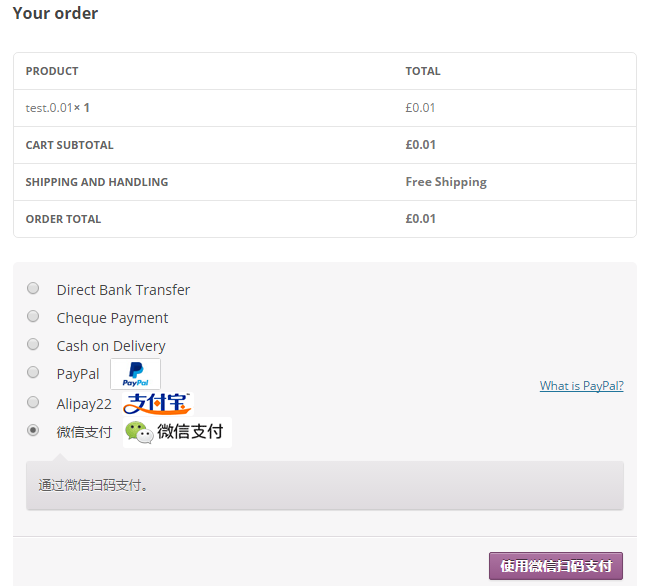 Your order
PRODUCT TOTAL
test.0.01× 1 £0.01
CART SUBTOTAL £0.01
SHIPPING AND HANDLING Free Shipping
ORDER TOTAL £0.01
Direct Bank Transfer
Cheque Payment
Cash on Delivery
PayPal PayPal What is PayPal?
Alipay22 支付宝
微信支付 微信支付
通过微信扫码支付。
使用微信扫码支付